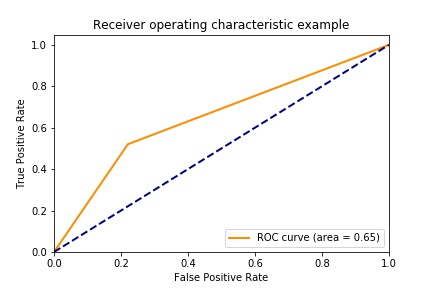 Receiver operating characteristic example
True Positive Rate
1.0
0.8
0.6
0.4
0.2
0.0
ROC curve (area = 0.65)
0.0 0.2 0.4 0.6 0.8 1.0
False Positive Rate